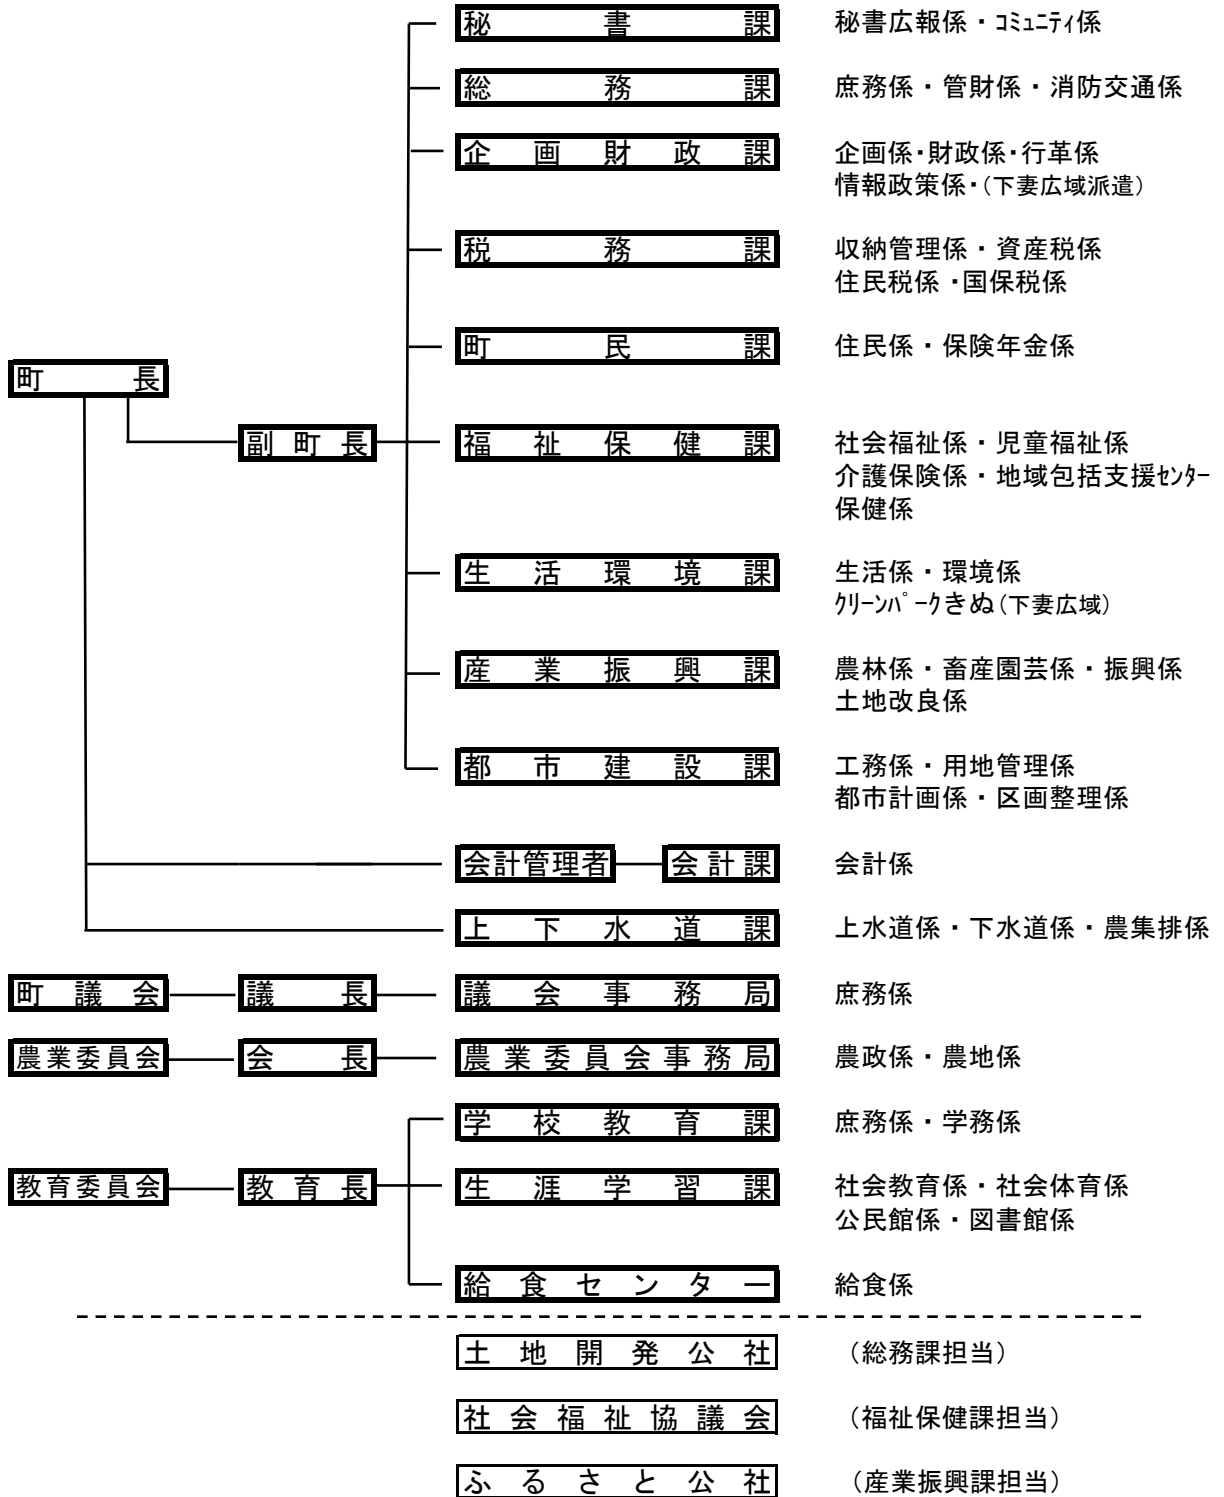 秘書課 秘書広報係・ｺﾐｭﾆﾃｨ係
総務課 庶務係・管財係・消防交通係
企画財政課 企画係・財政係・行革係
情報政策係・(下妻広域派遣)
税務課 収納管理係・資産税係
住民税係・国保税係
町民課 住民係・保険年金係
町長
副町長 福祉保健課 社会福祉係・児童福祉係
介護保険係・地域包括支援ｾﾝﾀｰ
保健係
生活環境課 生活係・環境係
ｸﾘｰﾝﾊﾟｰｸきぬ(下妻広域)
産業振興課 農林係・畜産園芸係・振興係
土地改良係
都市建設課 工務係・用地管理係
都市計画係・区画整理係
会計管理者 会計課 会計係
上下水道課 上水道係・下水道係・農集排係
町議会 議長 議会事務局 庶務係
農業委員会 会長 農業委員会事務局 農政係・農地係
学校教育課 庶務係・学務係
教育委員会 教育長 生涯学習課 社会教育係・社会体育係
公民館係・図書館係
給食センター 給食係
土地開発公社 （総務課担当）
社会福祉協議会 （福祉保健課担当）
ふるさと公社 （産業振興課担当）